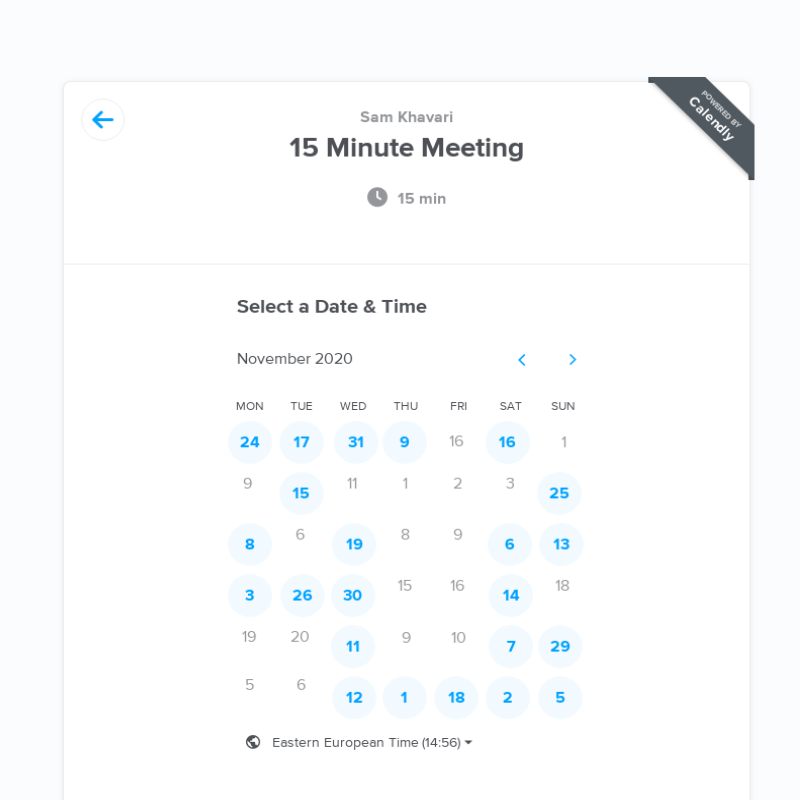 POWERED BY
Calendly
Sam Khavari
15 Minute Meeting
15 min
Select a Date & Time
November 2020
MON TUE WED THU FRI SAT SUN
24 17 31 9 16 16 1
9 15 11 1 2 3 25
8 6 19 8 9 6 13
3 26 30 15 16 14 18
19 20 11 9 10 7 29
5 6 12 1 18 2 5
Eastern European Time (14:56)